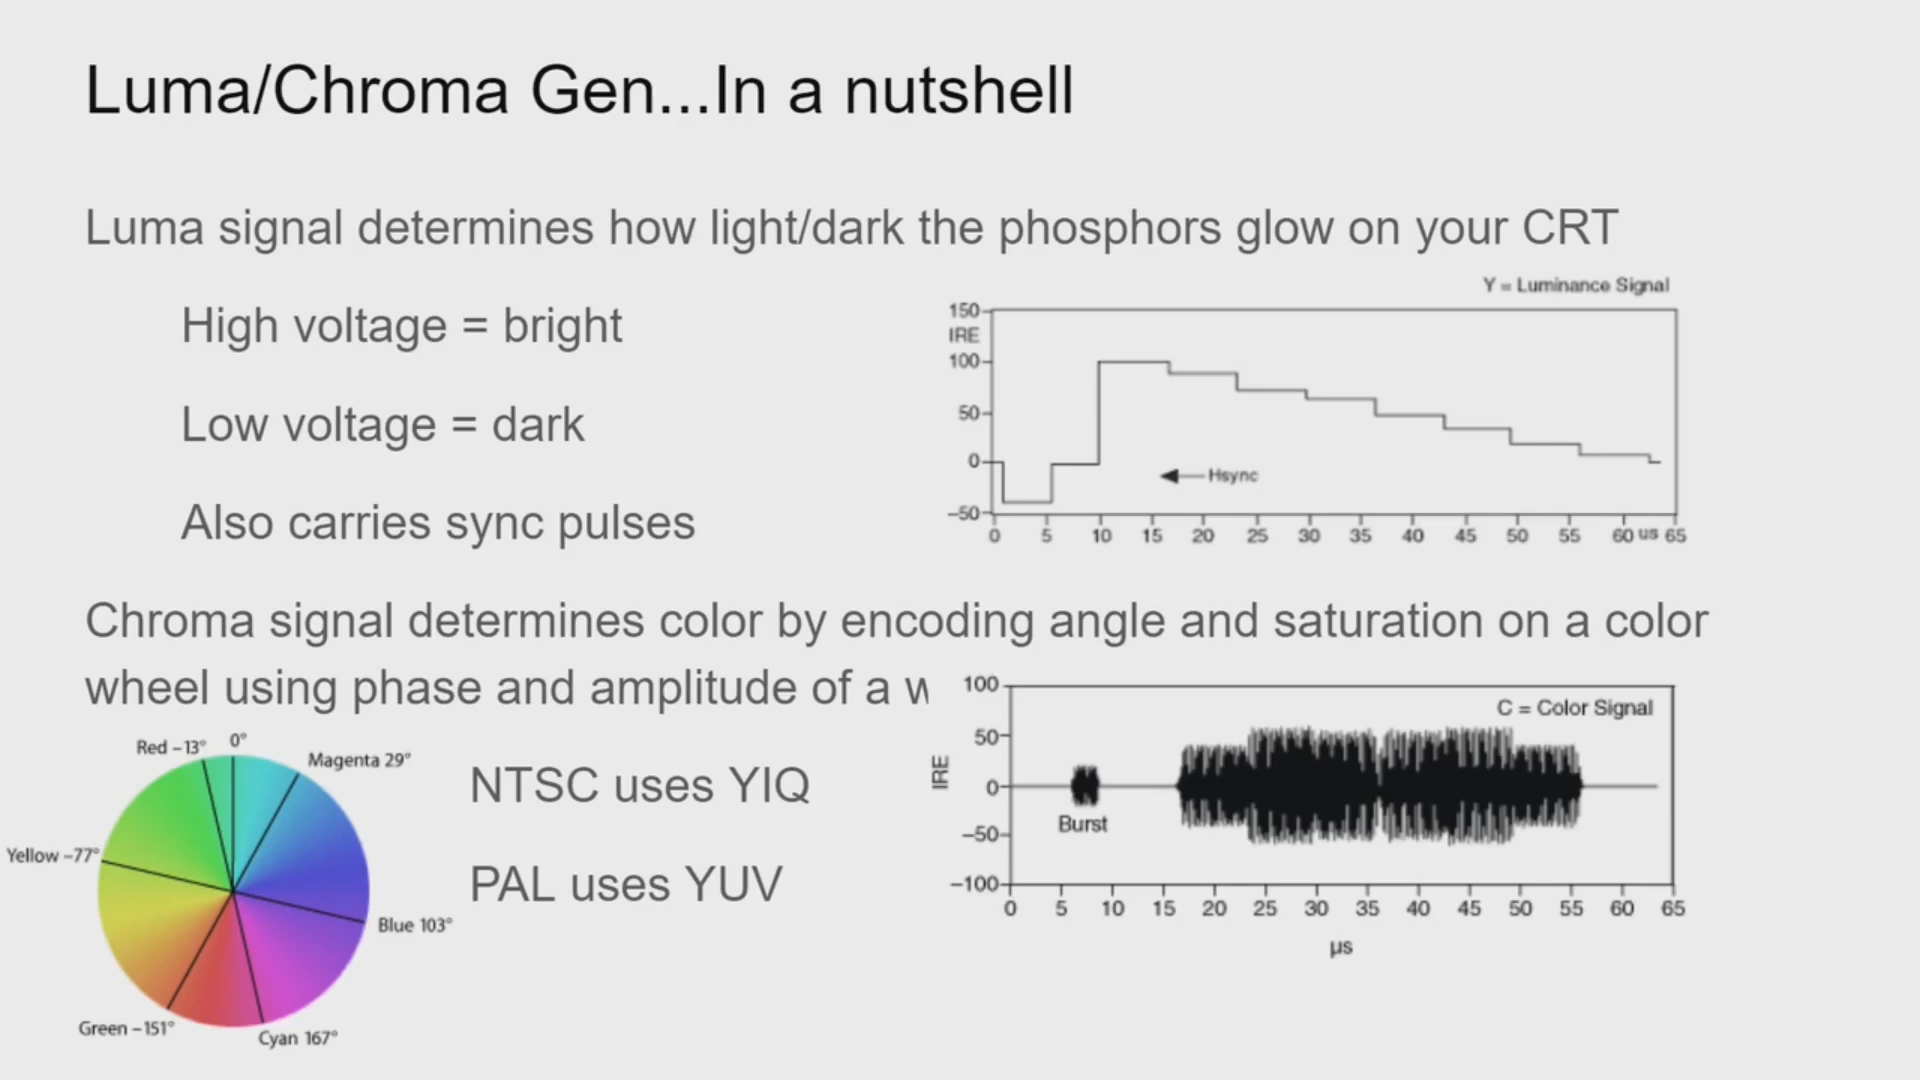 Luma/Chroma Gen...In a nutshell
Luma signal determines how light/dark the phosphors glow on your CRT
High voltage = bright
Low voltage = dark
Also carries sync pulses
Y = Luminance Signal
150
IRE
100
50
0
-50
Hsync
0 5 10 15 20 25 30 35 40 45 50 55 60 us 65
Chroma signal determines color by encoding angle and saturation on a color
wheel using phase and amplitude of a
NTSC uses YIQ
PAL uses YUV
Red –13°
0°
Magenta 29°
Yellow –77°
Blue 103°
Green –151°
Cyan 167°
C = Color Signal
IRE
100
50
0
–50
–100
Burst
0 5 10 15 20 25 30 35 40 45 50 55 60 65
µs